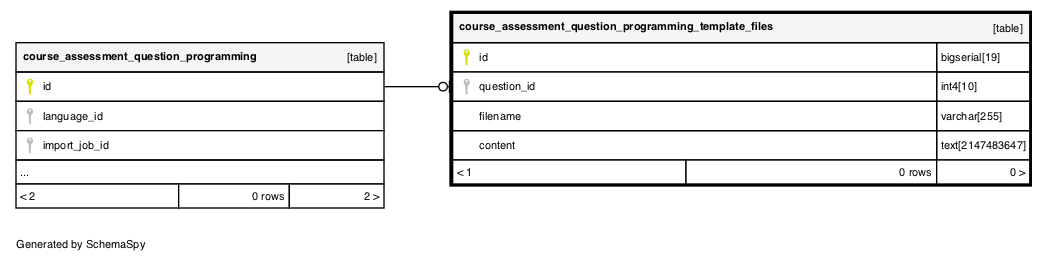 course_assessment_question_programming [table]
id
language_id
import_job_id
...
< 2 0 rows 2 >
course_assessment_question_programming_template_files [table]
id bigserial[19]
question_id int4[10]
filename varchar[255]
content text[2147483647]
< 1 0 rows 0 >
Generated by SchemaSpy